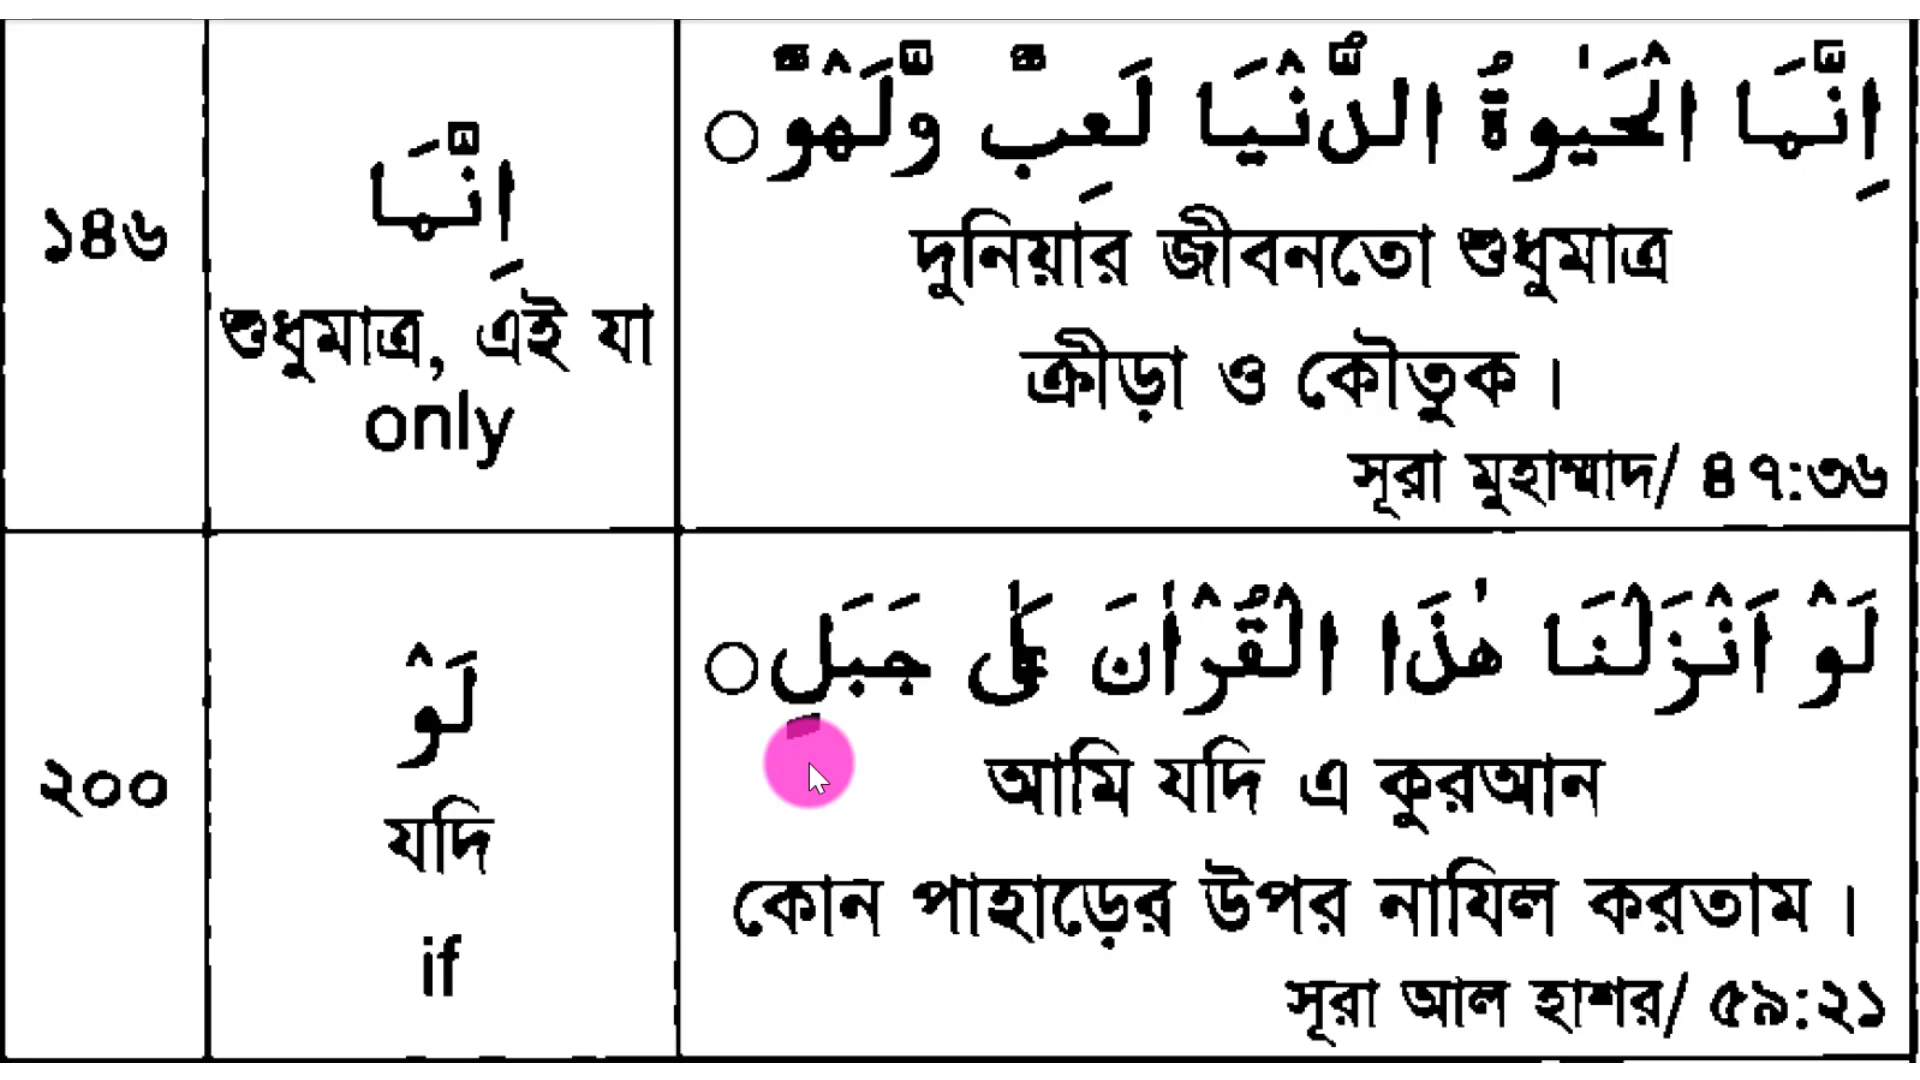 ১৪৬
اِنَّمَا
শুধুমাত্র, এই যা
only
اِنَّمَا الْحَيٰوةُ الدُّنْيَا لَعِبٌ وَّلَهْوٌ ○
দুনিয়ার জীবনতো শুধুমাত্র
ক্রীড়া ও কৌতুক।
সূরা মুহাম্মাদ/ ৪৭:৩৬
২০০
لَوْ
যদি
if
لَوْ اَنْزَلْنَا هٰذَا الْقُرْاٰنَ عَلٰى جَبَلٍ ○
আমি যদি এ কুরআন
কোন পাহাড়ের উপর নাযিল করতাম।
সূরা আল হাশর/ ৫৯:২১